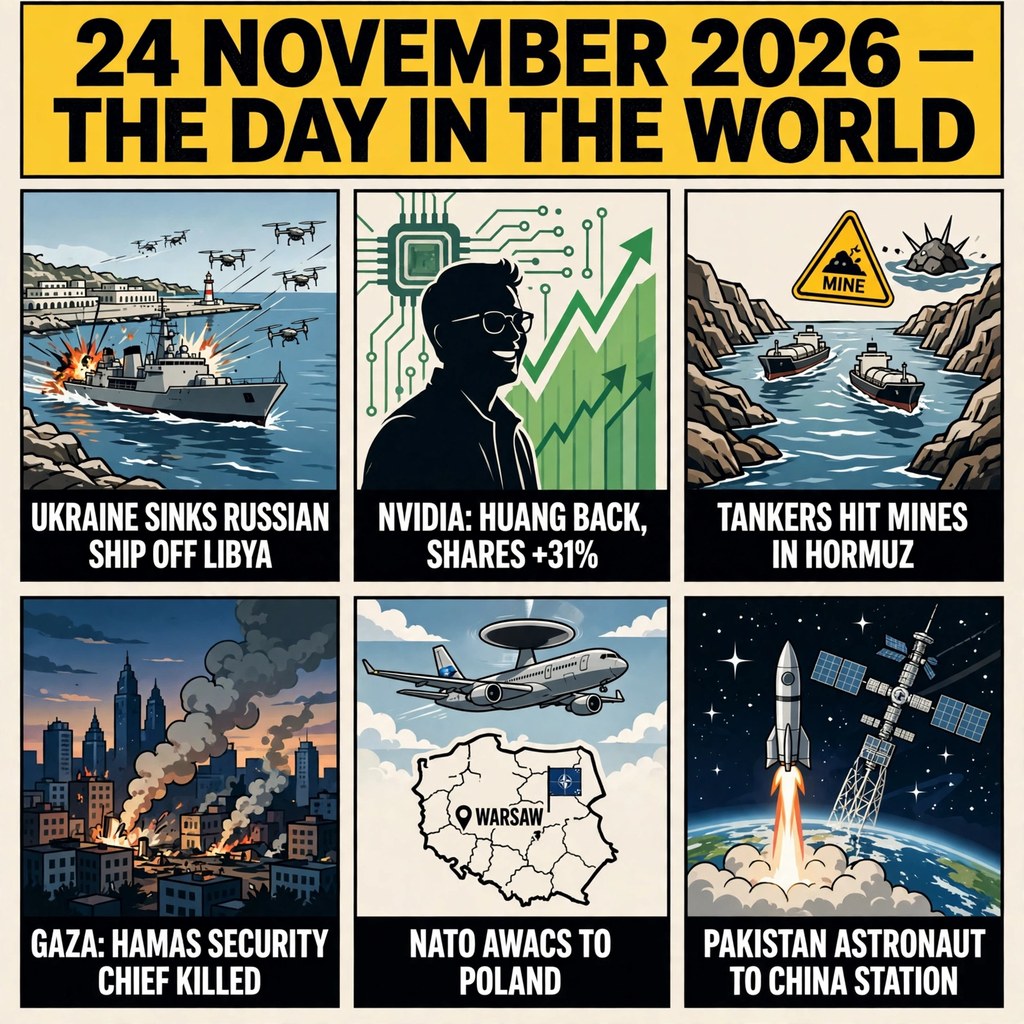 24 NOVEMBER 2026 –
THE DAY IN THE WORLD
UKRAINE SINKS RUSSIAN
SHIP OFF LIBYA
NVIDIA: HUANG BACK,
SHARES +31%
MINE
TANKERS HIT MINES
IN HORMUZ
GAZA: HAMAS SECURITY
CHIEF KILLED
WARSAW
NATO AWACS TO
POLAND
PAKISTAN ASTRONAUT
TO CHINA STATION